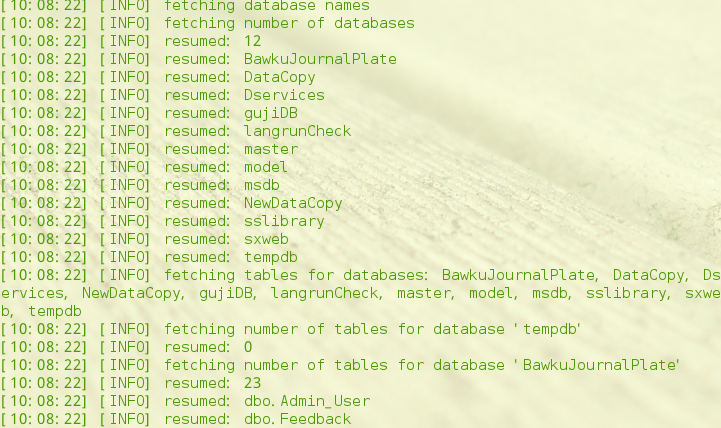 [10:08:22] [INFO] fetching database names
[10:08:22] [INFO] fetching number of databases
[10:08:22] [INFO] resumed: 12
[10:08:22] [INFO] resumed: BawkuJournalPlate
[10:08:22] [INFO] resumed: DataCopy
[10:08:22] [INFO] resumed: Dservices
[10:08:22] [INFO] resumed: gujiDB
[10:08:22] [INFO] resumed: langrunCheck
[10:08:22] [INFO] resumed: master
[10:08:22] [INFO] resumed: model
[10:08:22] [INFO] resumed: msdb
[10:08:22] [INFO] resumed: NewDataCopy
[10:08:22] [INFO] resumed: sslibrary
[10:08:22] [INFO] resumed: sxweb
[10:08:22] [INFO] resumed: tempdb
[10:08:22] [INFO] fetching tables for databases: BawkuJournalPlate, DataCopy, Ds
ervices, NewDataCopy, gujiDB, langrunCheck, master, model, msdb, sslibrary, sxwe
b, tempdb
[10:08:22] [INFO] fetching number of tables for database 'tempdb'
[10:08:22] [INFO] resumed: 0
[10:08:22] [INFO] fetching number of tables for database 'BawkuJournalPlate'
[10:08:22] [INFO] resumed: 23
[10:08:22] [INFO] resumed: dbo.Admin_User
[10:08:22] [INFO] resumed: dbo.Feedback